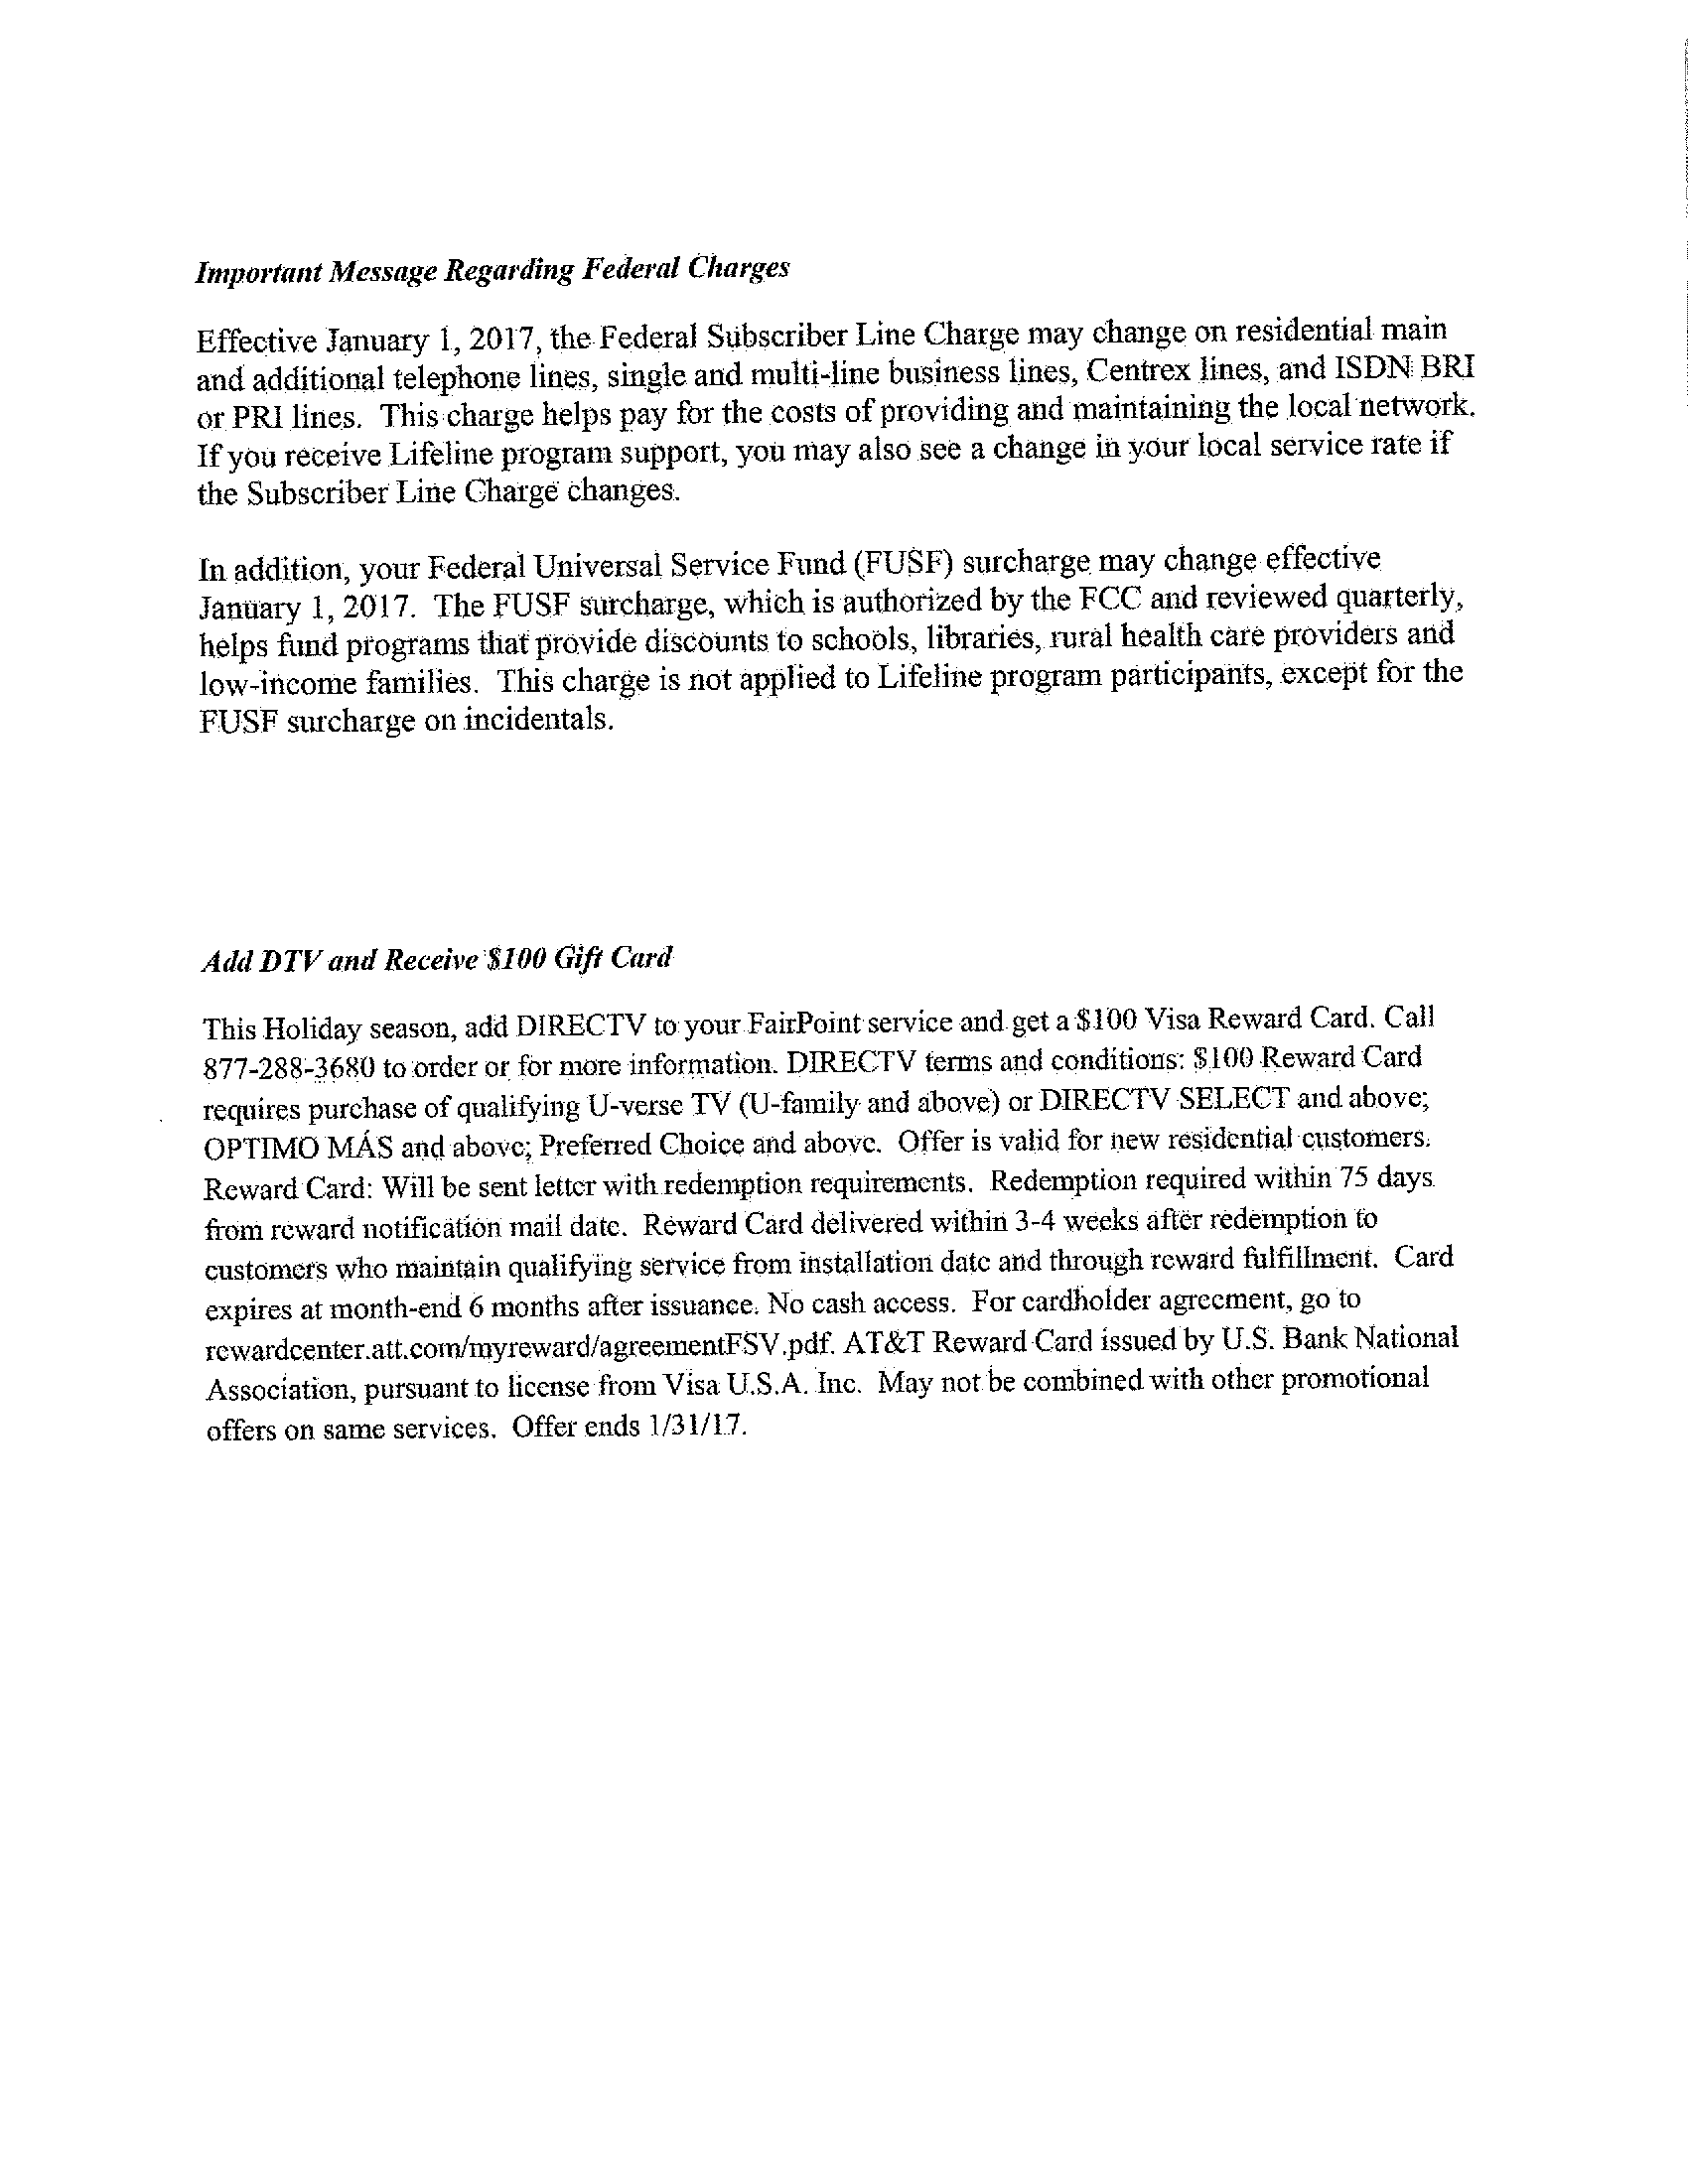 Important Message Regarding Federal Charges
Effective January 1, 2017, the Federal Subscriber Line Charge may change on residential main
and additional telephone lines, single and multi-line business lines, Centrex lines, and ISDN BRI
or PRI lines.  This charge helps pay for the costs of providing and maintaining the local network.
If you receive Lifeline program support, you may also see a change in your local service rate if
the Subscriber Line Charge changes.
In addition, your Federal Universal Service Fund (FUSF) surcharge may change effective
January 1, 2017.  The FUSF surcharge, which is authorized by the FCC and reviewed quarterly,
helps fund programs that provide discounts to schools, libraries, rural health care providers and
low-income families.  This charge is not applied to Lifeline program participants, except for the
FUSF surcharge on incidentals.
Add DTV and Receive $100 Gift Card
This Holiday season, add DIRECTV to your FairPoint service and get a $100 Visa Reward Card. Call
877-288-3680 to order or for more information. DIRECTV terms and conditions: $100 Reward Card
requires purchase of qualifying U-verse TV (U-family and above) or DIRECTV SELECT and above;
OPTIMO MÁS and above; Preferred Choice and above.  Offer is valid for new residential customers.
Reward Card: Will be sent letter with redemption requirements.  Redemption required within 75 days
from reward notification mail date.  Reward Card delivered within 3-4 weeks after redemption to
customers who maintain qualifying service from installation date and through reward fulfillment.  Card
expires at month-end 6 months after issuance. No cash access.  For cardholder agreement, go to
rewardcenter.att.com/myreward/agreementFSV.pdf. AT&T Reward Card issued by U.S. Bank National
Association, pursuant to license from Visa U.S.A. Inc.  May not be combined with other promotional
offers on same services.  Offer ends 1/31/17.